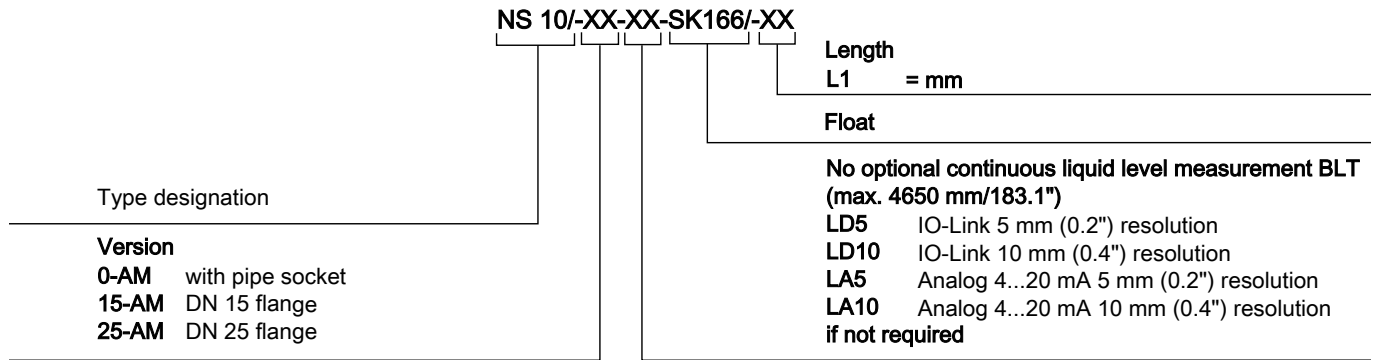 NS 10/-XX-XX-SK166/-XX
Length
L1 = mm
Float
No optional continuous liquid level measurement BLT
(max. 4650 mm/183.1")
LD5 IO-Link 5 mm (0.2") resolution
LD10 IO-Link 10 mm (0.4") resolution
LA5 Analog 4...20 mA 5 mm (0.2") resolution
LA10 Analog 4...20 mA 10 mm (0.4") resolution
if not required
Type designation
Version
0-AM with pipe socket
15-AM DN 15 flange
25-AM DN 25 flange